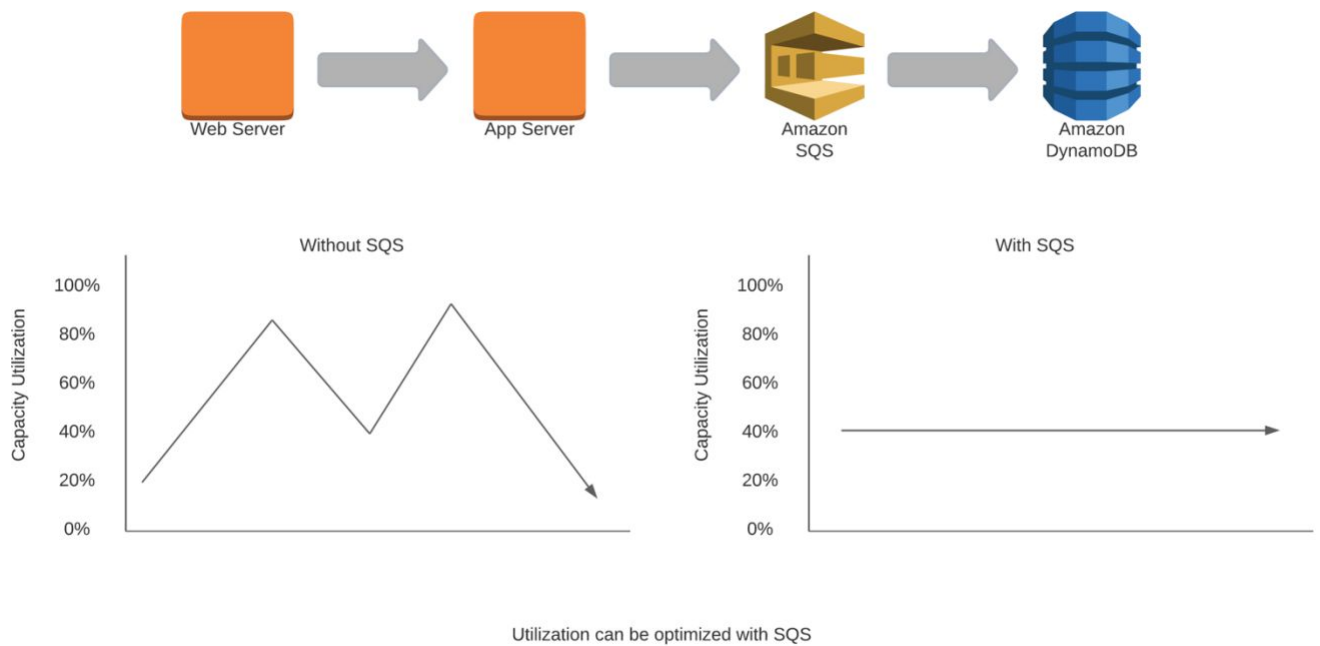 Web Server
App Server
Amazon
SQS
Amazon
DynamoDB
Without SQS
Capacity Utilization
100%
80%
60%
40%
20%
0%
With SQS
Capacity Utilization
100%
80%
60%
40%
20%
0%
Utilization can be optimized with SQS